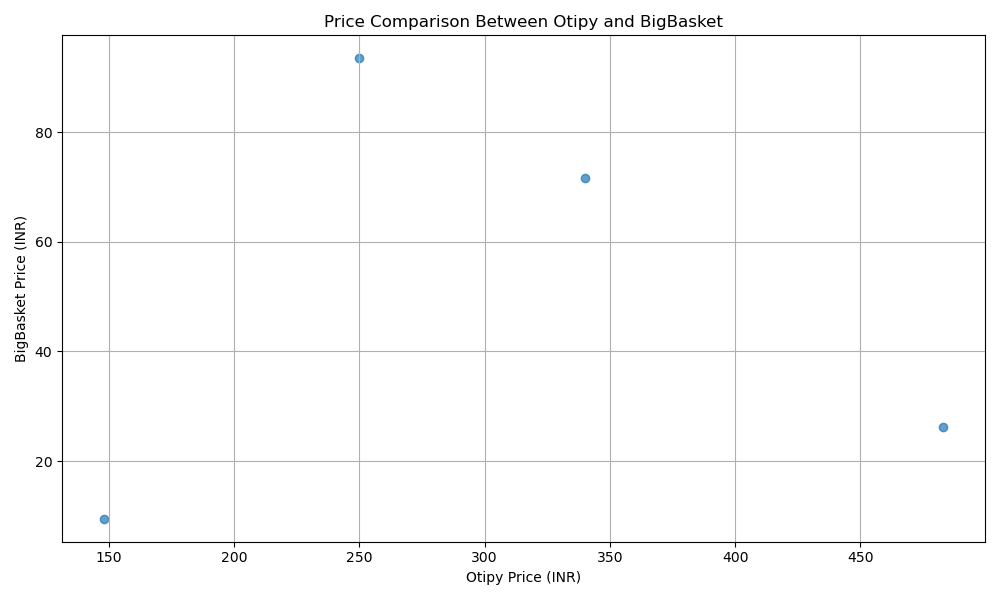 Price Comparison Between Otipy and BigBasket
BigBasket Price (INR)
80
60
40
20
150 200 250 300 350 400 450
Otipy Price (INR)